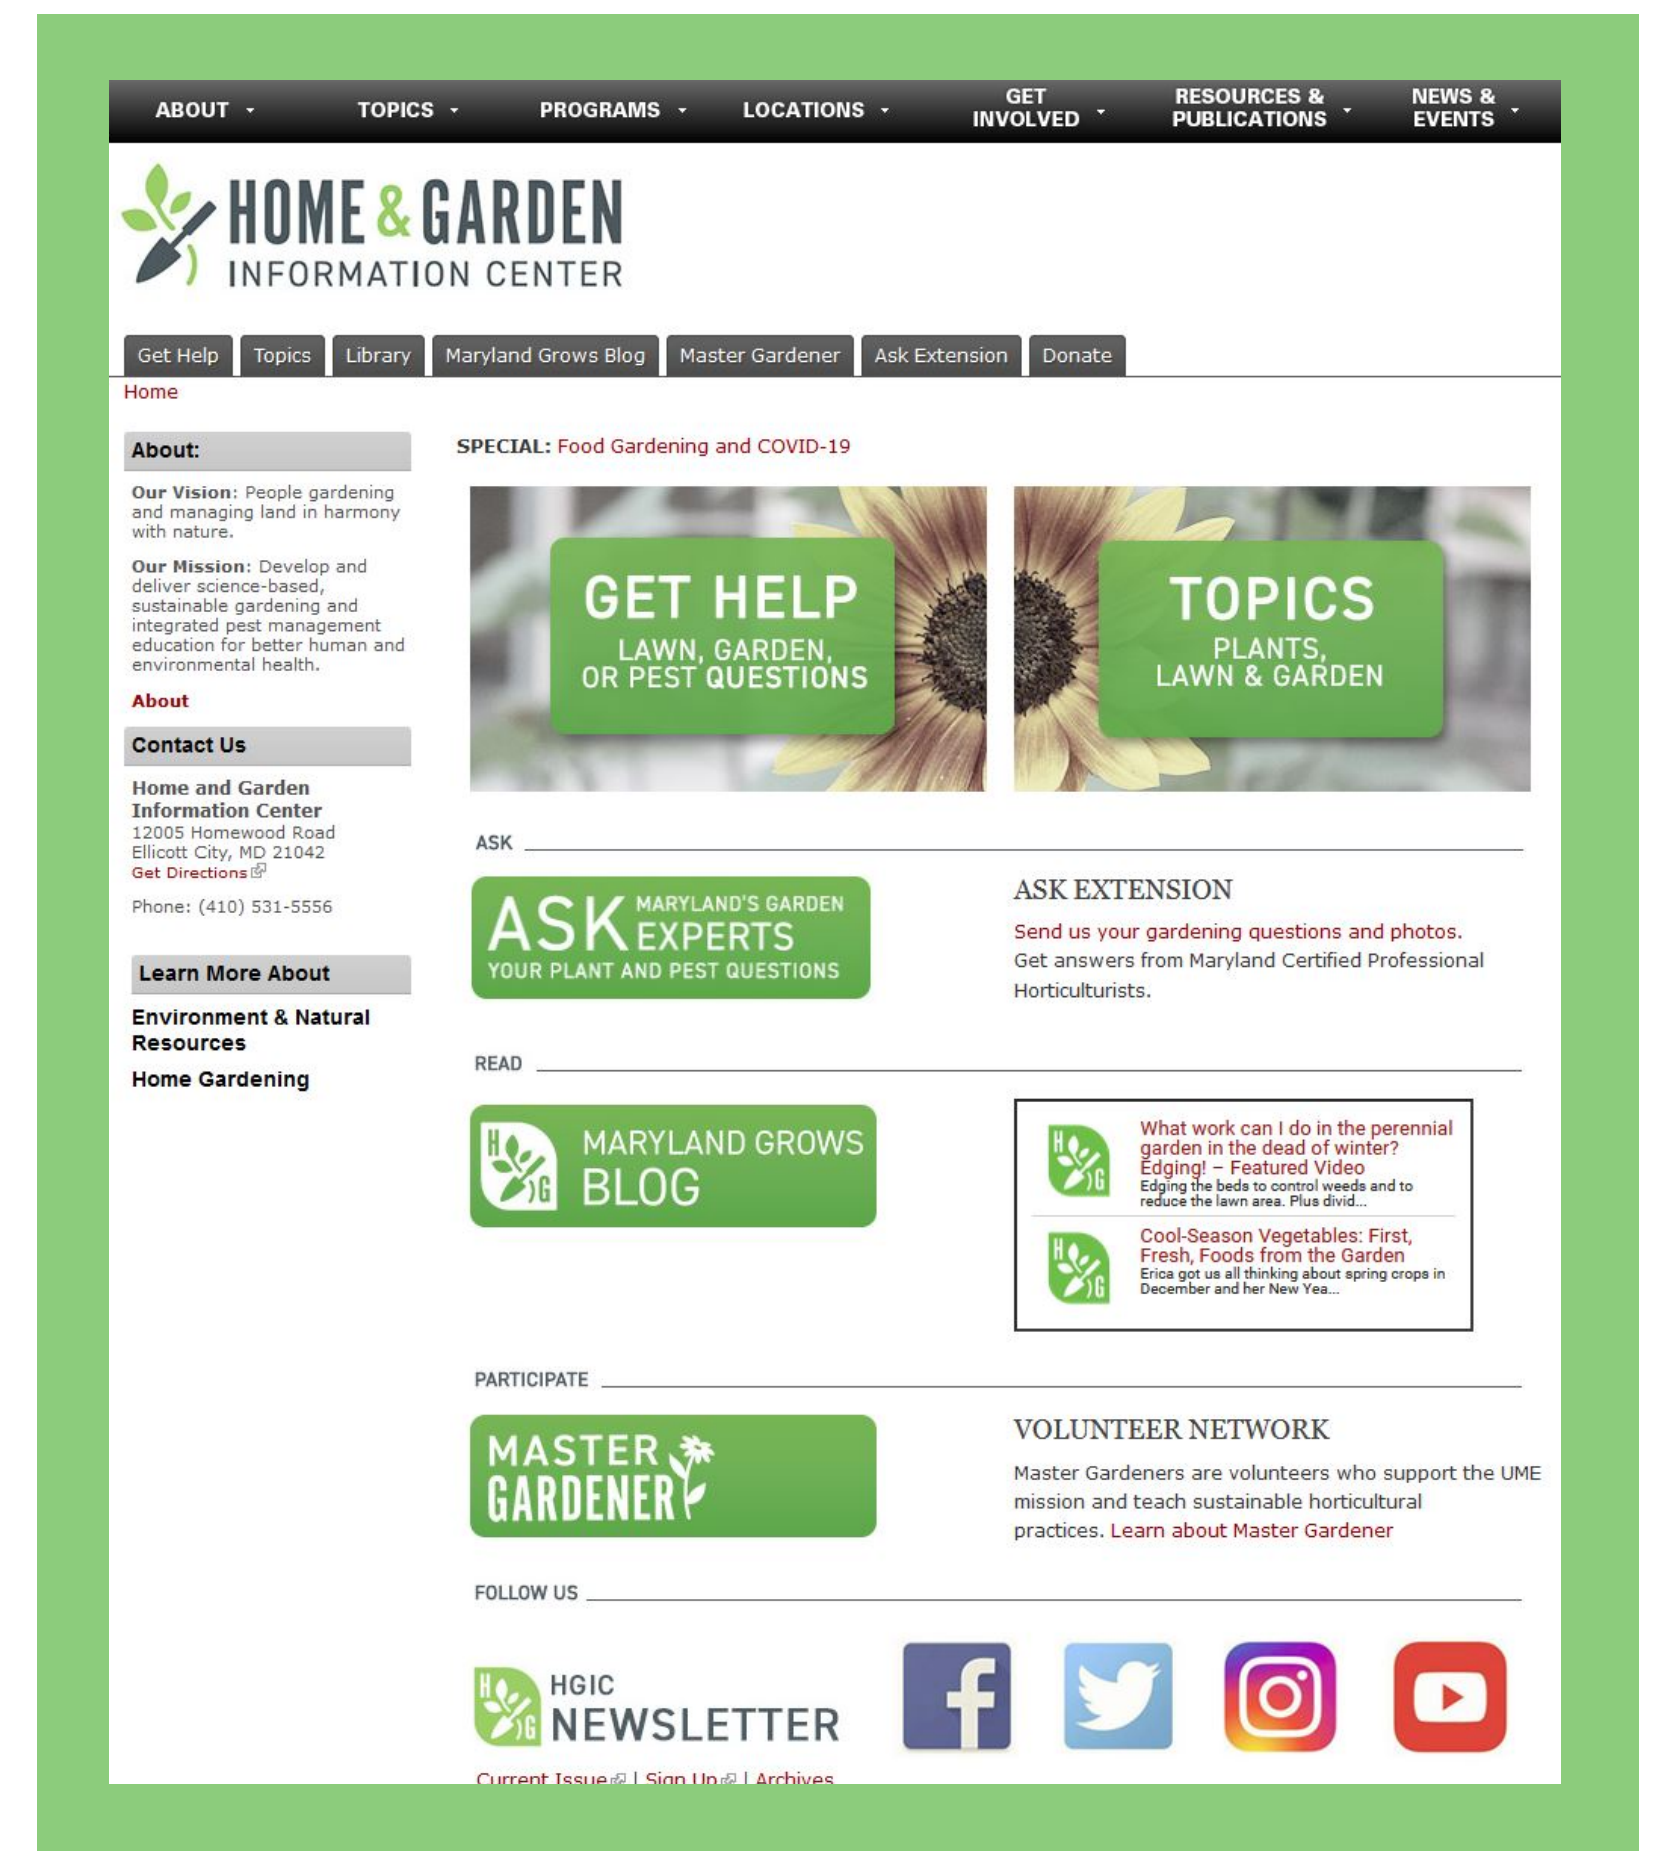 ABOUT
TOPICS
PROGRAMS
LOCATIONS
GET
INVOLVED
RESOURCES &
PUBLICATIONS
NEWS &
EVENTS
HOME & GARDEN
INFORMATION CENTER
Get Help
Topics
Library
Maryland Grows Blog
Master Gardener
Ask Extension
Donate
Home
About:
Our Vision: People gardening
and managing land in harmony
with nature.
Our Mission: Develop and
deliver science-based,
sustainable gardening and
integrated pest management
education for better human and
environmental health.
About
Contact Us
Home and Garden
Information Center
12005 Homewood Road
Ellicott City, MD 21042
Get Directions
Phone: (410) 531-5556
Learn More About
Environment & Natural
Resources
Home Gardening
SPECIAL: Food Gardening and COVID-19
GET HELP
LAWN, GARDEN,
OR PEST QUESTIONS
TOPICS
PLANTS,
LAWN & GARDEN
ASK
ASK MARYLAND'S GARDEN
EXPERTS
YOUR PLANT AND PEST QUESTIONS
ASK EXTENSION
Send us your gardening questions and photos.
Get answers from Maryland Certified Professional
Horticulturists.
READ
H G
MARYLAND GROWS
BLOG
H G
What work can I do in the perennial
garden in the dead of winter?
Edging! – Featured Video
Edging the beds to control weeds and to
reduce the lawn area. Plus divid...
H G
Cool-Season Vegetables: First,
Fresh, Foods from the Garden
Erica got us all thinking about spring crops in
December and her New Yea...
PARTICIPATE
MASTER
GARDENER
VOLUNTEER NETWORK
Master Gardeners are volunteers who support the UME
mission and teach sustainable horticultural
practices. Learn about Master Gardener
FOLLOW US
H G
HGIC
NEWSLETTER
f
Current Issue | Sign Up | Archives